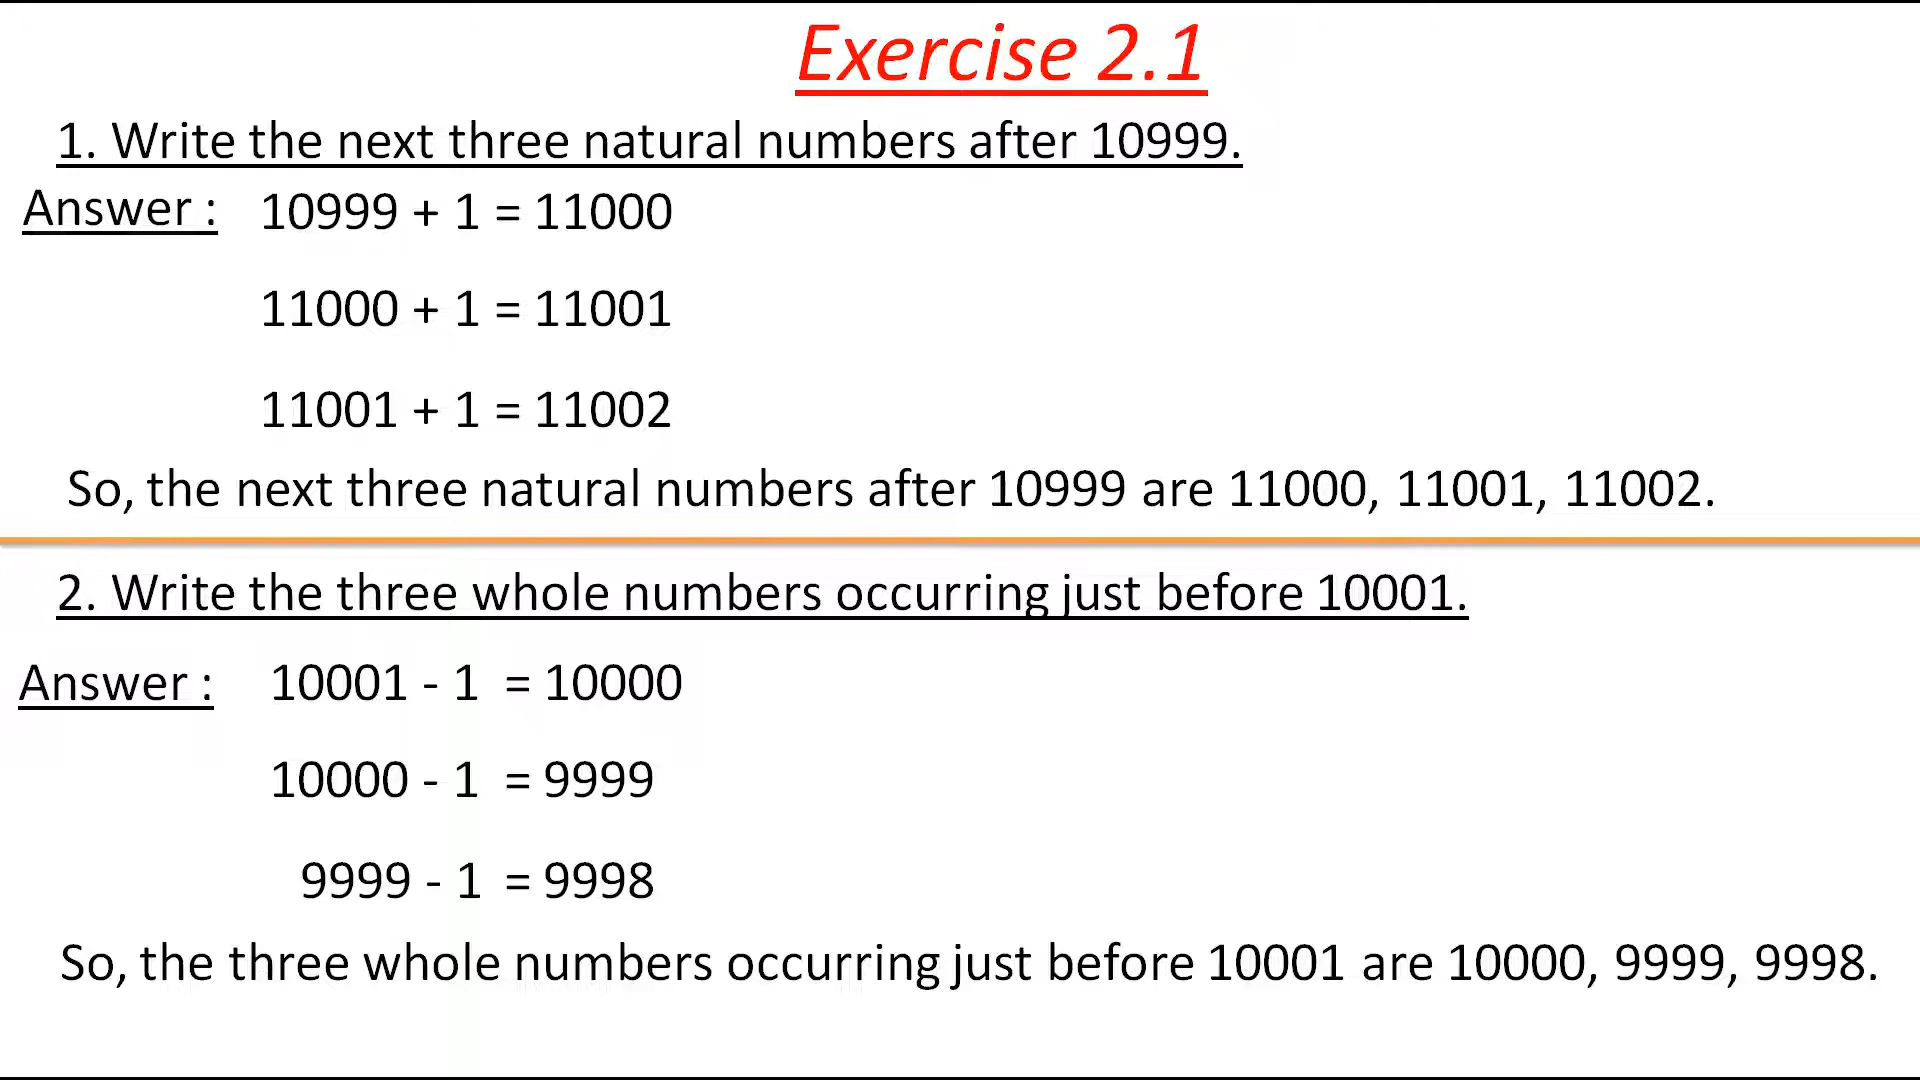 Exercise 2.1
1. Write the next three natural numbers after 10999.
Answer : 10999 + 1 = 11000
11000 + 1 = 11001
11001 + 1 = 11002
So, the next three natural numbers after 10999 are 11000, 11001, 11002.
2. Write the three whole numbers occurring just before 10001.
Answer : 10001 - 1 = 10000
10000 - 1 = 9999
9999 - 1 = 9998
So, the three whole numbers occurring just before 10001 are 10000, 9999, 9998.